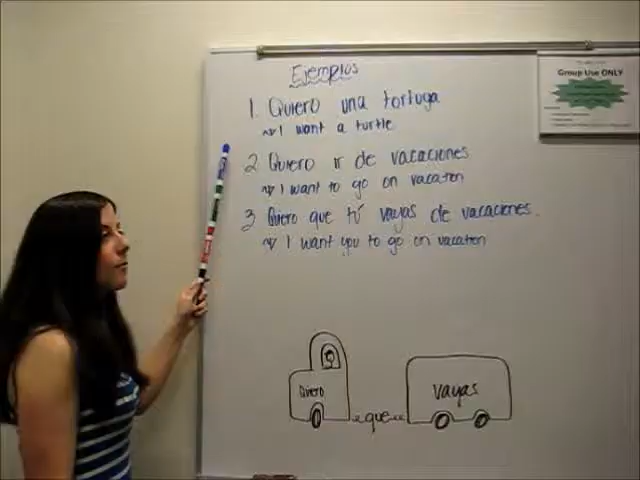 Ejemplos
1. Quiero una tortuga
I want a turtle
2 Quiero ir de vacaciones
I want to go on vacation
3 Quiero que tú vayas de vacaciones.
I want you to go on vacation
Quiero
que
vayas
Group Use ONLY